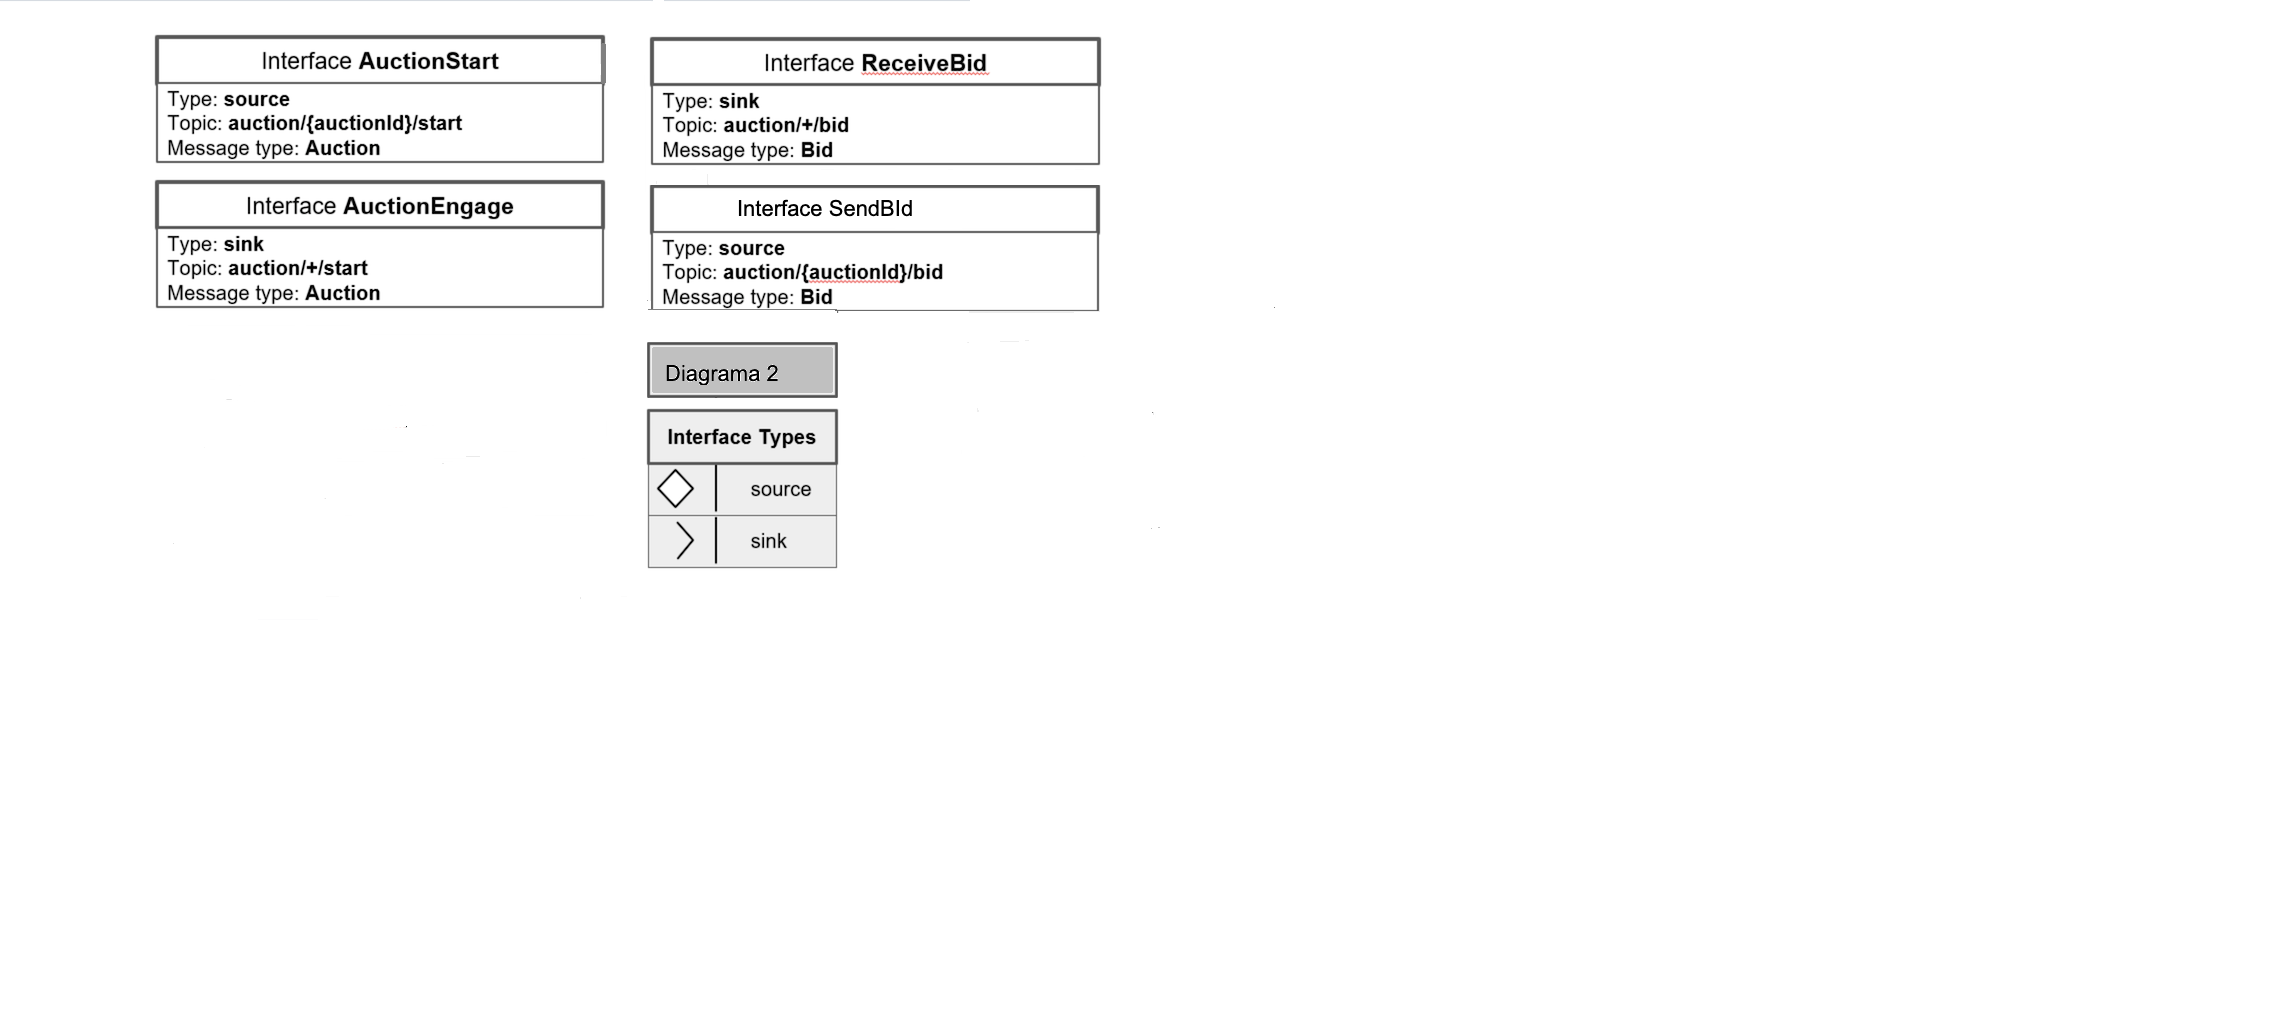 Interface AuctionStart
Type: source
Topic: auction/{auctionId}/start
Message type: Auction
Interface AuctionEngage
Type: sink
Topic: auction/+/start
Message type: Auction
Interface ReceiveBid
Type: sink
Topic: auction/+/bid
Message type: Bid
Interface SendBId
Type: source
Topic: auction/{auctionId}/bid
Message type: Bid
Diagrama 2
Interface Types
source
sink